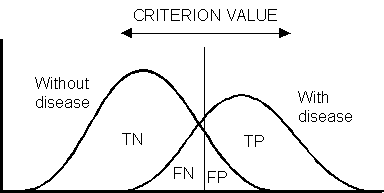 CRITERION VALUE
Without
disease
With
disease
TN
TP
FN
FP